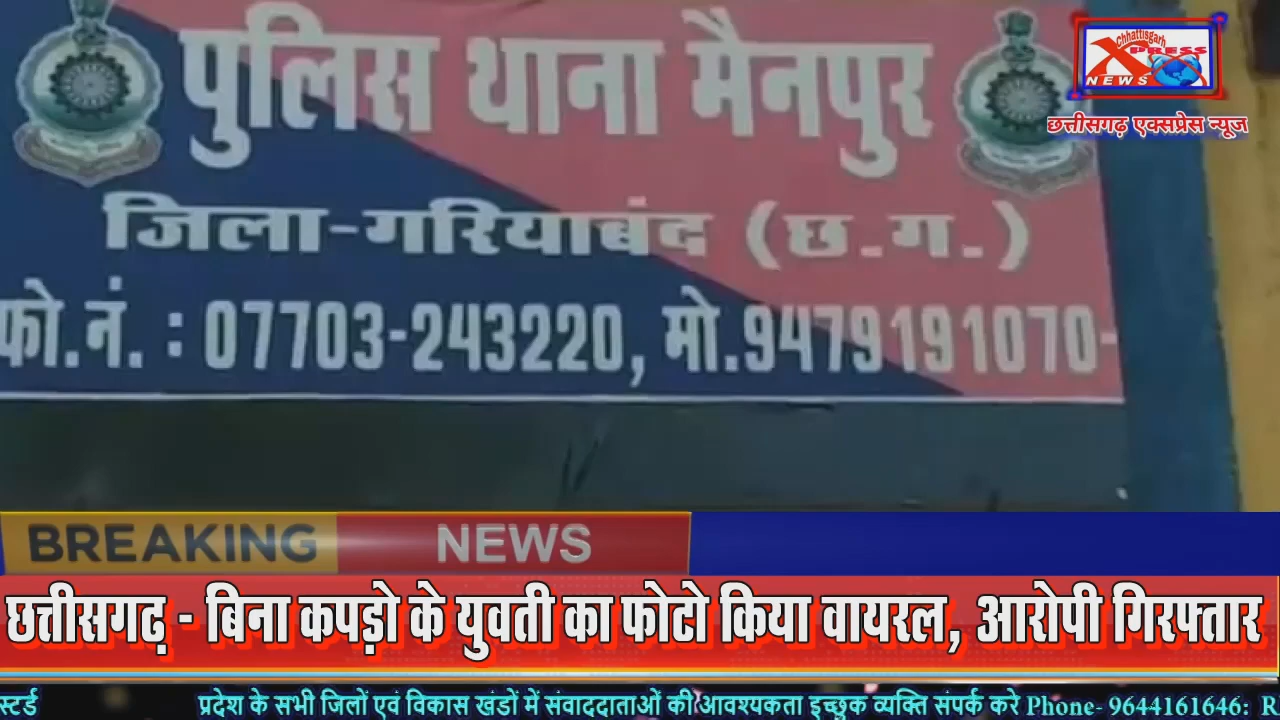 पुलिस थाना मैनपुर
जिला-गरियाबंद (छ.ग.)
फो.नं. : 07703-243220, मो.9479191070-
Chhattisgarh
XPRESS
NEWS
छत्तीसगढ़ एक्सप्रेस न्यूज
BREAKING NEWS
छत्तीसगढ़ - बिना कपड़ो के युवती का फोटो किया वायरल, आरोपी गिरफ्तार
स्टर्ड प्रदेश के सभी जिलों एवं विकास खंडों में संवाददाताओं की आवश्यकता इच्छुक व्यक्ति संपर्क करे Phone- 9644161646: R